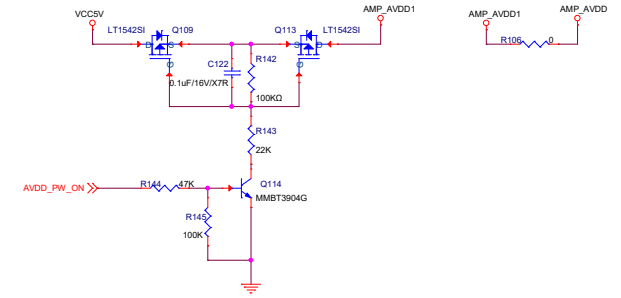 VCC5V
LT1542SI
Q109
Q113
LT1542SI
AMP_AVDD1
D
S
S
D
G
G
C122
0.1uF/16V/X7R
R142
100KΩ
R143
22K
AVDD_PW_ON
R144
47K
Q114
MMBT3904G
R145
100K
AMP_AVDD1
AMP_AVDD
R106
0